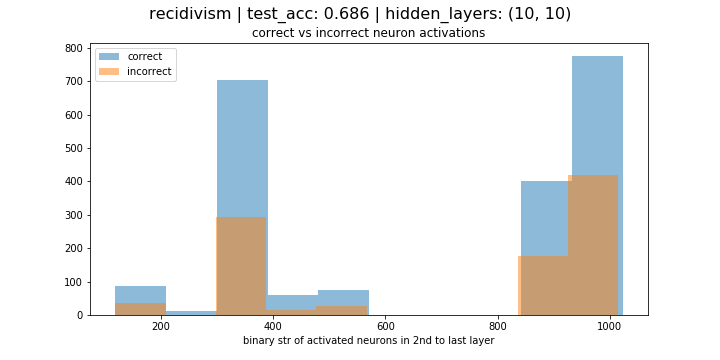 recidivism | test_acc: 0.686 | hidden_layers: (10, 10)
correct vs incorrect neuron activations
correct
incorrect
800
700
600
500
400
300
200
100
0
200 400 600 800 1000
binary str of activated neurons in 2nd to last layer